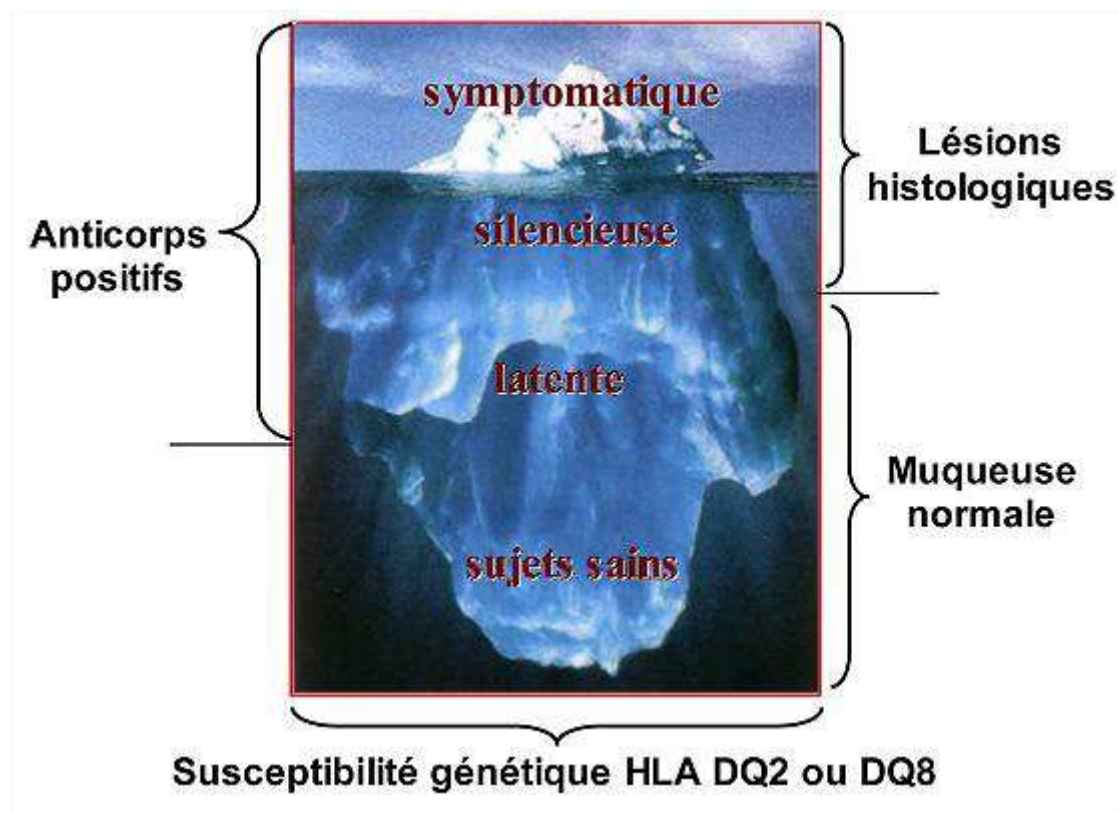 symptomatique
Lésions
histologiques
Anticorps
positifs
silencieuse
latente
Muqueuse
normale
sujets sains
Susceptibilité génétique HLA DQ2 ou DQ8